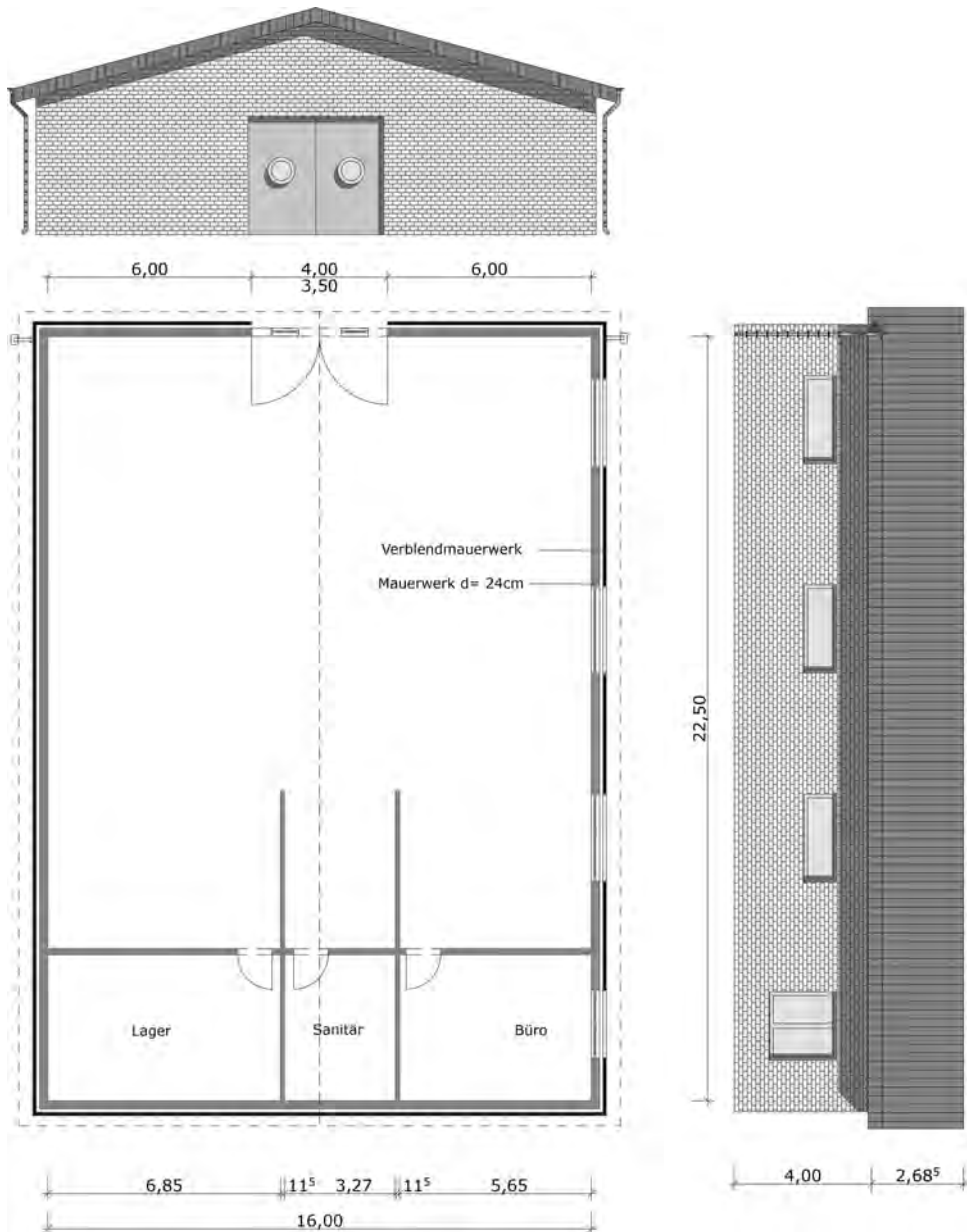 6,00 4,00 6,00
3,50
Verblendmauerwerk
Mauerwerk d= 24cm
22,50
Lager Sanitär Büro
6,85 11⁵ 3,27 11⁵ 5,65 4,00 2,68⁵
16,00